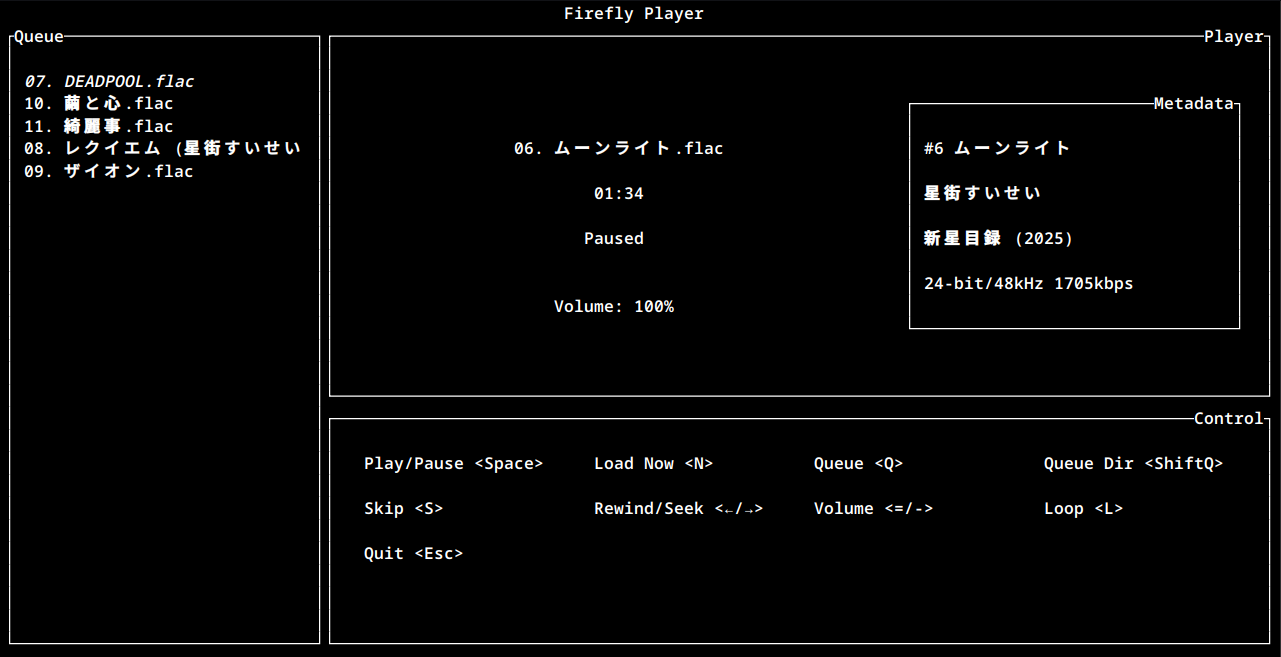 Firefly Player
Queue
07. DEADPOOL.flac
10. 繭と心.flac
11. 綺麗事.flac
08. レクイエム (星街すいせい
09. ザイオン.flac
Player
06. ムーンライト.flac
01:34
Paused
Volume: 100%
Metadata
#6 ムーンライト
星街すいせい
新星目録 (2025)
24-bit/48kHz 1705kbps
Control
Play/Pause <Space> Load Now <N> Queue <Q> Queue Dir <ShiftQ>
Skip <S> Rewind/Seek <←/→> Volume <=/-> Loop <L>
Quit <Esc>